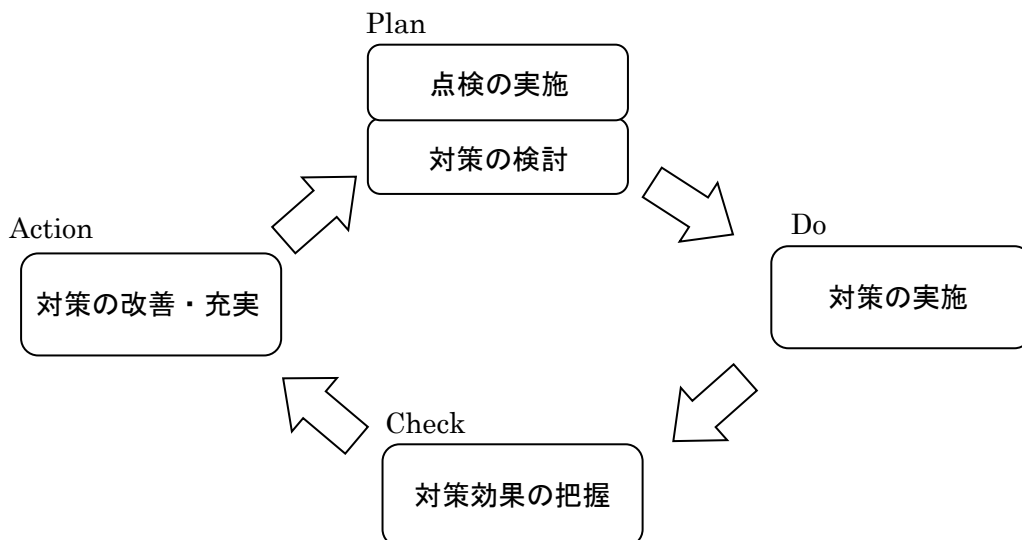 Plan
点検の実施
対策の検討
Do
対策の実施
Check
対策効果の把握
Action
対策の改善・充実